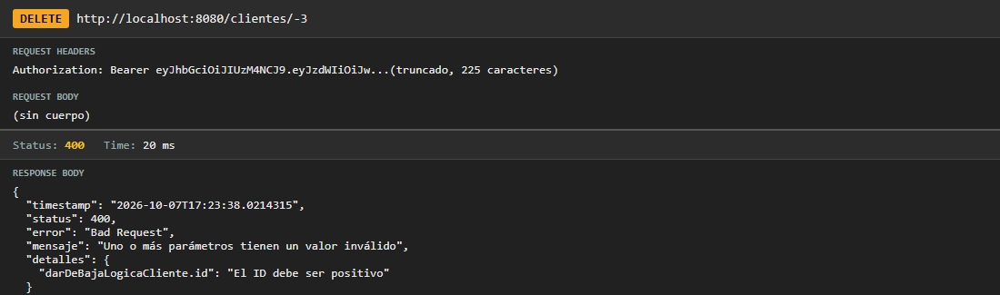 DELETE http://localhost:8080/clientes/-3
REQUEST HEADERS
Authorization: Bearer eyJhbGciOiJIUzM4NCJ9.eyJzdWIiOiJw...(truncado, 225 caracteres)
REQUEST BODY
(sin cuerpo)
Status: 400 Time: 20 ms
RESPONSE BODY
{
  "timestamp": "2026-10-07T17:23:38.0214315",
  "status": 400,
  "error": "Bad Request",
  "mensaje": "Uno o más parámetros tienen un valor inválido",
  "detalles": {
    "darDeBajaLogicaCliente.id": "El ID debe ser positivo"
  }